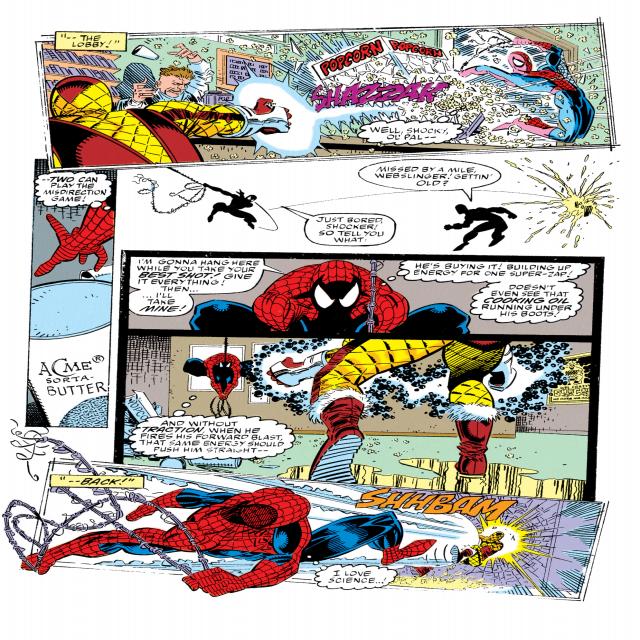 "-- THE
LOBBY!"
POPCORN POPCORN
WELL, SHOCKY,
OL' PAL--
--TWO CAN
PLAY THE
MISDIRECTION
GAME!
MISSED BY A MILE,
WEBSLINGER! GETTIN'
OLD?
JUST BORED,
SHOCKER!
SO TELL YOU
WHAT:
I'M GONNA HANG HERE
WHILE YOU TAKE YOUR
BEST SHOT! GIVE
IT EVERYTHING!
THEN...
...I'LL
TAKE
MINE!
HE'S BUYING IT! BUILDING UP
ENERGY FOR ONE SUPER-ZAP!
DOESN'T
EVEN SEE THAT
COOKING OIL
RUNNING UNDER
HIS BOOTS!
ACME®
SORTA-
BUTTER
AND WITHOUT
TRACTION, WHEN HE
FIRES HIS FORWARD BLAST,
THAT SAME ENERGY SHOULD
PUSH HIM STRAIGHT--
"--BACK!"
SHHBAM
I LOVE
SCIENCE...!